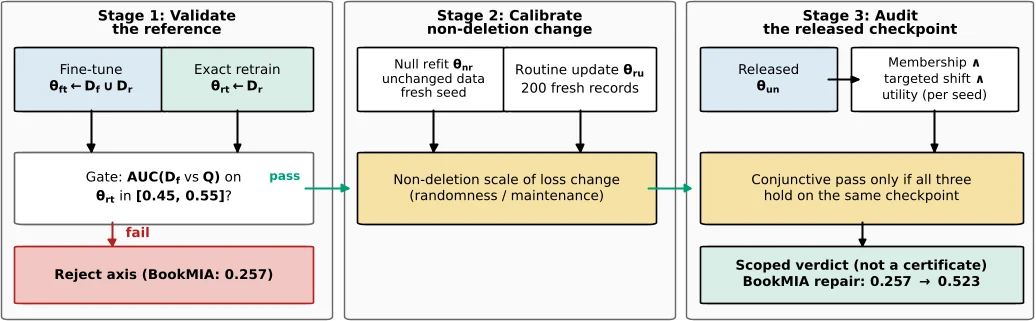 Stage 1: Validate
the reference
Fine-tune
θft ← Df ∪ Dr
Exact retrain
θrt ← Dr
Gate: AUC(Df vs Q) on
θrt in [0.45, 0.55]?
pass
fail
Reject axis (BookMIA: 0.257)
Stage 2: Calibrate
non-deletion change
Null refit θnr
unchanged data
fresh seed
Routine update θru
200 fresh records
Non-deletion scale of loss change
(randomness / maintenance)
Stage 3: Audit
the released checkpoint
Released
θun
Membership ∧
targeted shift ∧
utility (per seed)
Conjunctive pass only if all three
hold on the same checkpoint
Scoped verdict (not a certificate)
BookMIA repair: 0.257 → 0.523